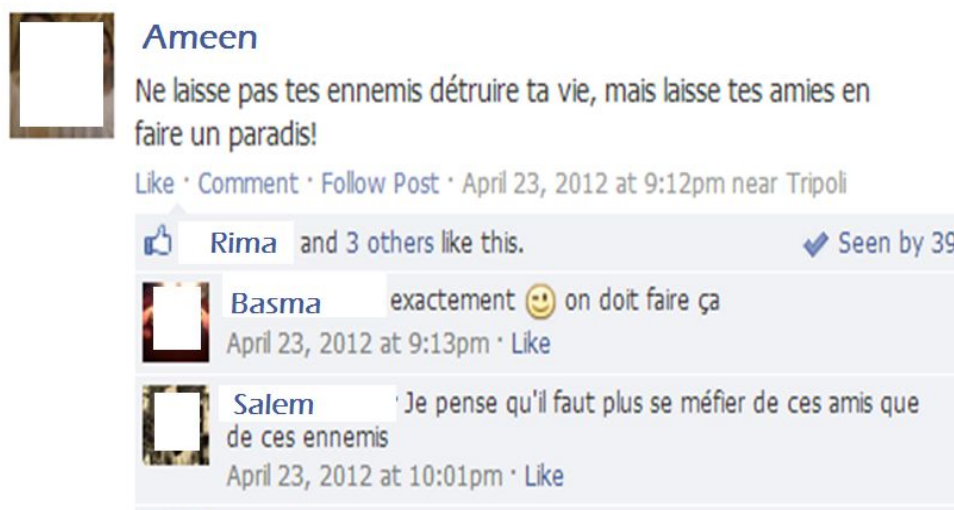 Ameen
Ne laisse pas tes ennemis détruire ta vie, mais laisse tes amies en
faire un paradis!
Like · Comment · Follow Post · April 23, 2012 at 9:12pm near Tripoli
Rima and 3 others like this. Seen by 39
Basma exactement on doit faire ça
April 23, 2012 at 9:13pm · Like
Salem Je pense qu'il faut plus se méfier de ces amis que
de ces ennemis
April 23, 2012 at 10:01pm · Like